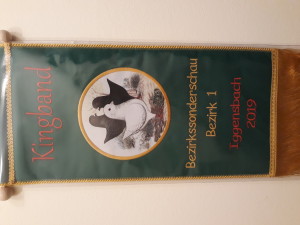 Kingband
Bezirkssonderschau
Bezirk 1
Iggensbach
2019